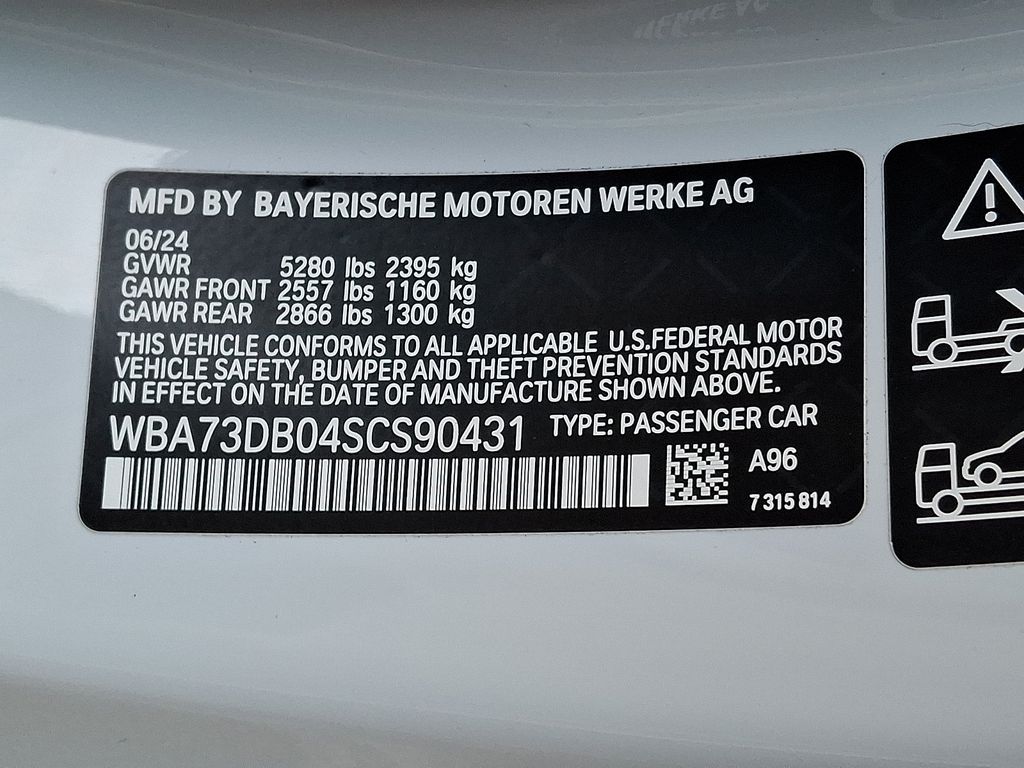 MFD BY BAYERISCHE MOTOREN WERKE AG
06/24
GVWR 5280 lbs 2395 kg
GAWR FRONT 2557 lbs 1160 kg
GAWR REAR 2866 lbs 1300 kg
THIS VEHICLE CONFORMS TO ALL APPLICABLE U.S.FEDERAL MOTOR
VEHICLE SAFETY, BUMPER AND THEFT PREVENTION STANDARDS
IN EFFECT ON THE DATE OF MANUFACTURE SHOWN ABOVE.
WBA73DB04SCS90431 TYPE: PASSENGER CAR
A96
7 315 814